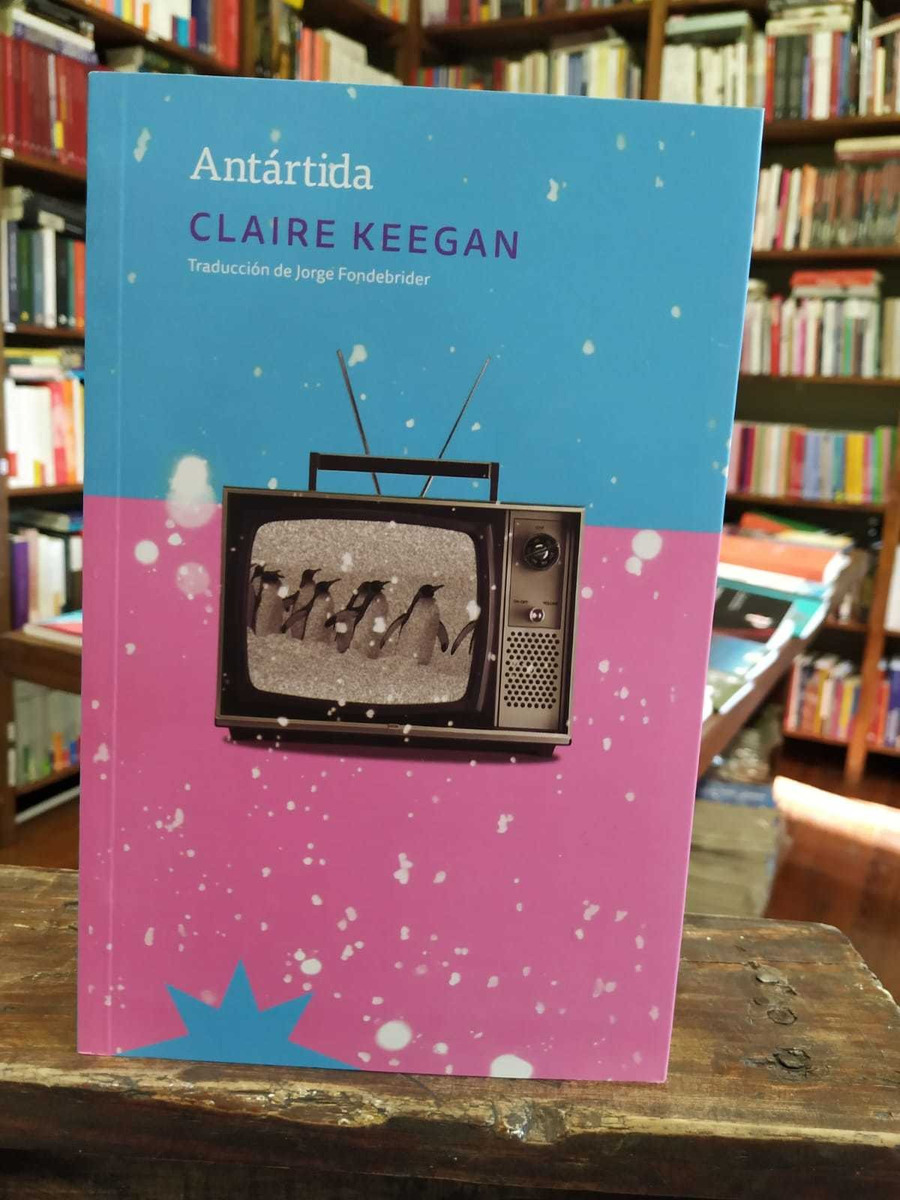 Antártida
CLAIRE KEEGAN
Traducción de Jorge Fondebrider